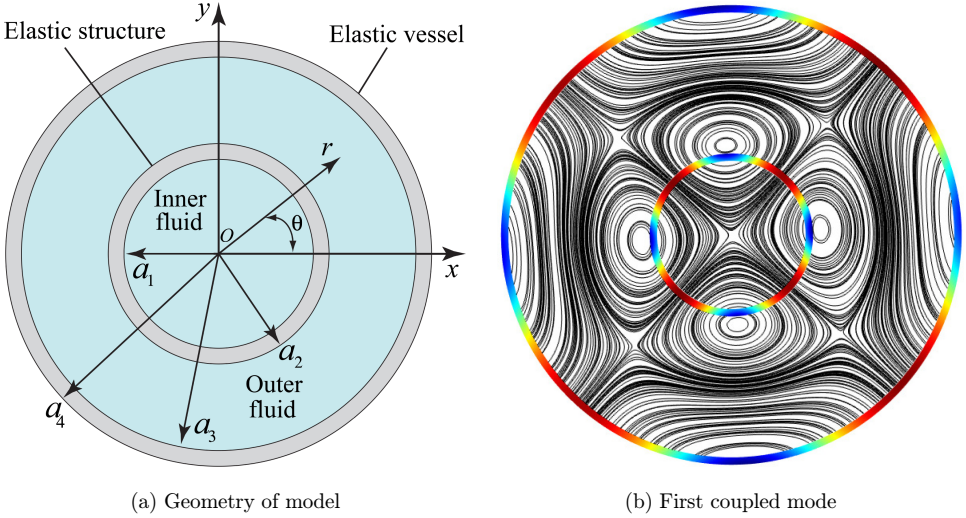 y
Elastic structure
Elastic vessel
r
Inner
fluid
θ
o
x
a1
a2
Outer
fluid
a4
a3
(a) Geometry of model
(b) First coupled mode